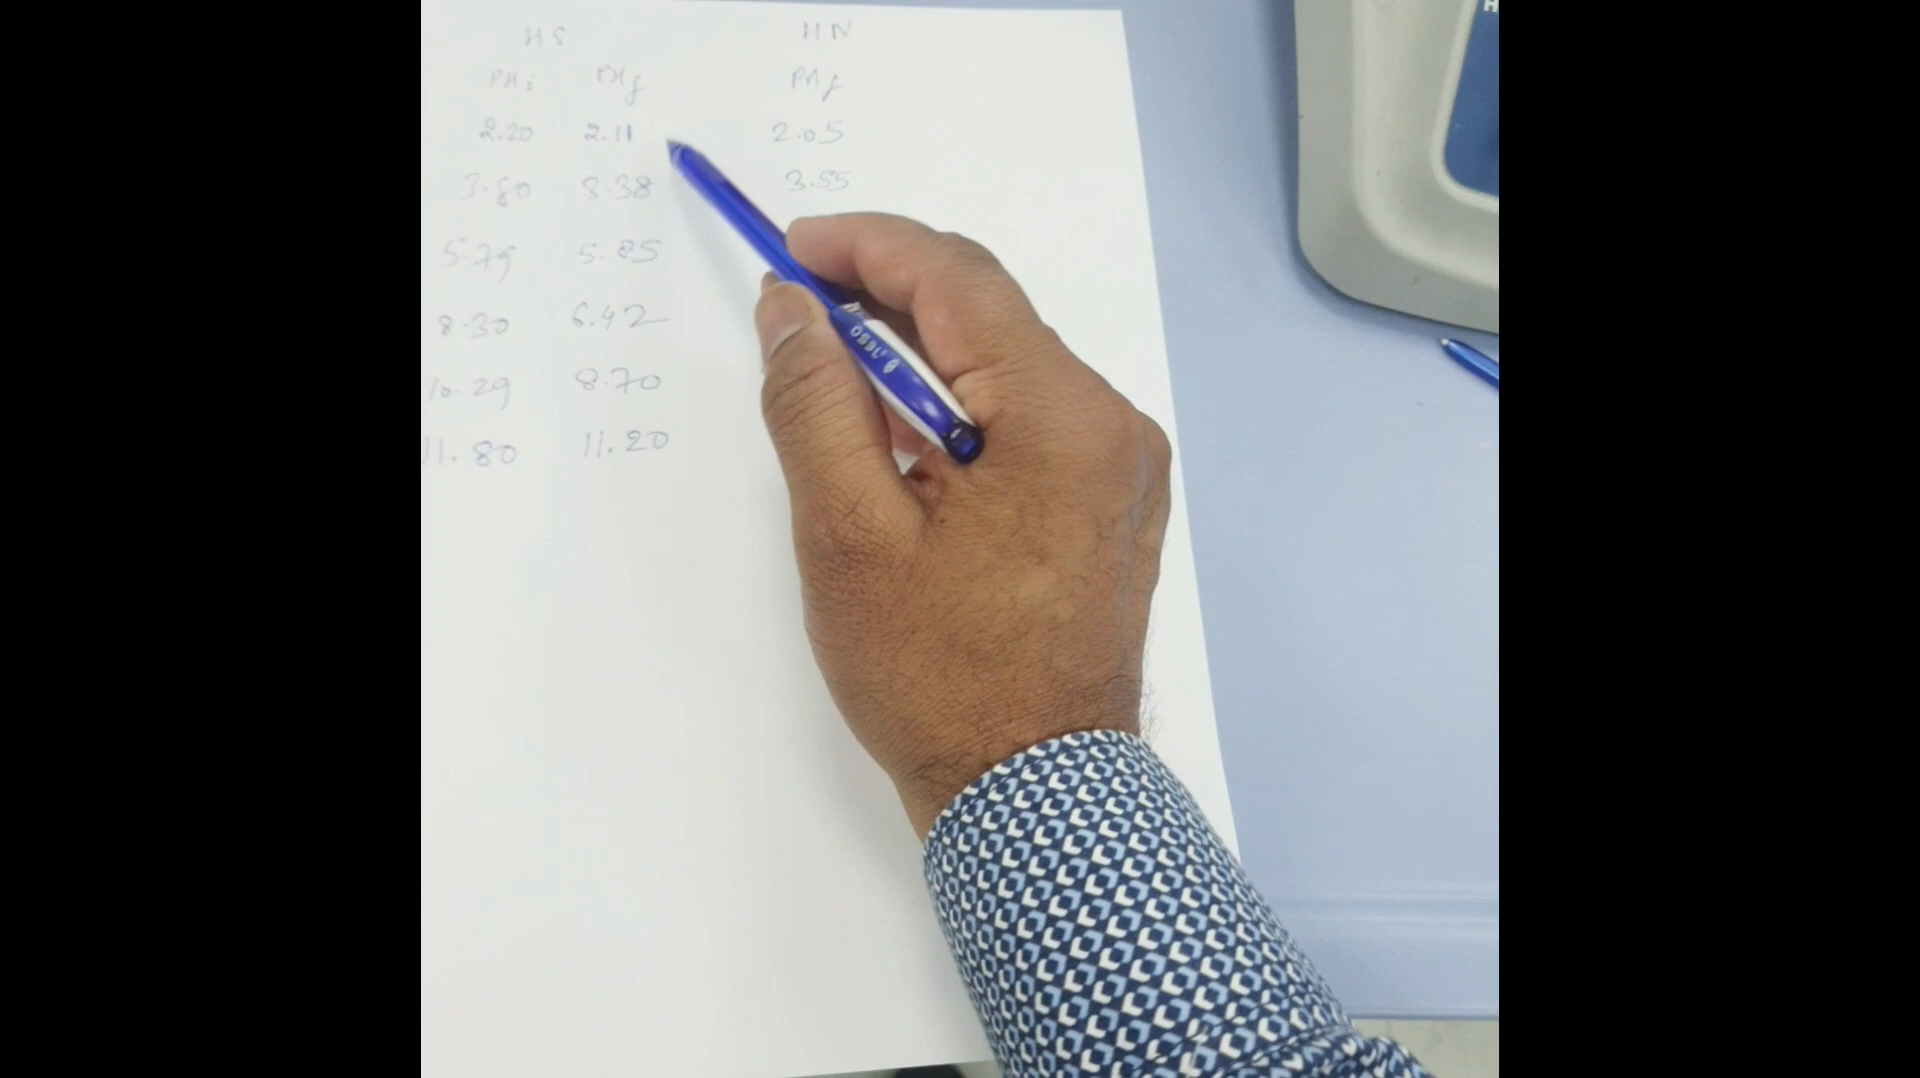 HS HN
PHi PHf PHf
2.20 2.11 2.05
3.80 3.38 3.55
5.79 5.85
8.30 6.42
10.29 8.70
11.80 11.20